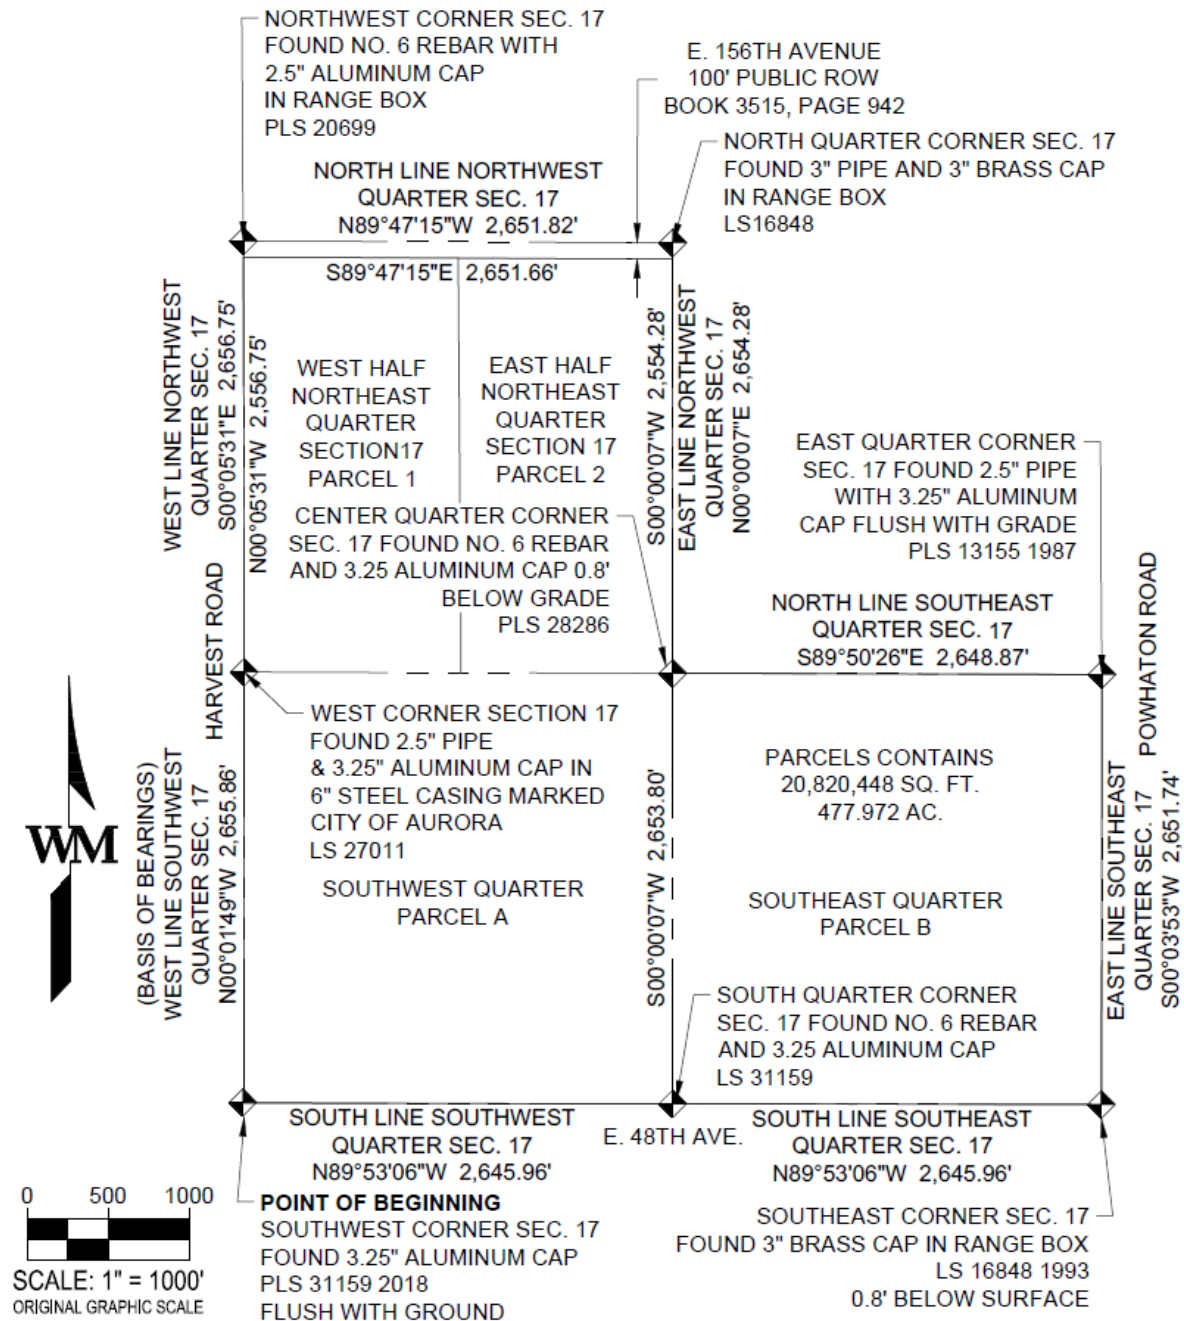 NORTHWEST CORNER SEC. 17
FOUND NO. 6 REBAR WITH
2.5" ALUMINUM CAP
IN RANGE BOX
PLS 20699
E. 156TH AVENUE
100' PUBLIC ROW
BOOK 3515, PAGE 942
NORTH QUARTER CORNER SEC. 17
FOUND 3" PIPE AND 3" BRASS CAP
IN RANGE BOX
LS16848
NORTH LINE NORTHWEST
QUARTER SEC. 17
N89°47'15"W 2,651.82'
S89°47'15"E 2,651.66'
WEST LINE NORTHWEST
QUARTER SEC. 17
S00°05'31"E 2,656.75'
N00°05'31"W 2,556.75'
WEST HALF
NORTHEAST
QUARTER
SECTION17
PARCEL 1
EAST HALF
NORTHEAST
QUARTER
SECTION 17
PARCEL 2
S00°00'07"W 2,554.28'
EAST LINE NORTHWEST
QUARTER SEC. 17
N00°00'07"E 2,654.28'
CENTER QUARTER CORNER
SEC. 17 FOUND NO. 6 REBAR
AND 3.25 ALUMINUM CAP 0.8'
BELOW GRADE
PLS 28286
EAST QUARTER CORNER
SEC. 17 FOUND 2.5" PIPE
WITH 3.25" ALUMINUM
CAP FLUSH WITH GRADE
PLS 13155 1987
NORTH LINE SOUTHEAST
QUARTER SEC. 17
S89°50'26"E 2,648.87'
HARVEST ROAD
POWHATON ROAD
WEST CORNER SECTION 17
FOUND 2.5" PIPE
& 3.25" ALUMINUM CAP IN
6" STEEL CASING MARKED
CITY OF AURORA
LS 27011
PARCELS CONTAINS
20,820,448 SQ. FT.
477.972 AC.
(BASIS OF BEARINGS)
WEST LINE SOUTHWEST
QUARTER SEC. 17
N00°01'49"W 2,655.86'
WM
SOUTHWEST QUARTER
PARCEL A
S00°00'07"W 2,653.80'
SOUTHEAST QUARTER
PARCEL B
EAST LINE SOUTHEAST
QUARTER SEC. 17
S00°03'53"W 2,651.74'
SOUTH QUARTER CORNER
SEC. 17 FOUND NO. 6 REBAR
AND 3.25 ALUMINUM CAP
LS 31159
SOUTH LINE SOUTHWEST
QUARTER SEC. 17
N89°53'06"W 2,645.96'
E. 48TH AVE.
SOUTH LINE SOUTHEAST
QUARTER SEC. 17
N89°53'06"W 2,645.96'
POINT OF BEGINNING
SOUTHWEST CORNER SEC. 17
FOUND 3.25" ALUMINUM CAP
PLS 31159 2018
FLUSH WITH GROUND
SOUTHEAST CORNER SEC. 17
FOUND 3" BRASS CAP IN RANGE BOX
LS 16848 1993
0.8' BELOW SURFACE
0 500 1000
SCALE: 1" = 1000'
ORIGINAL GRAPHIC SCALE